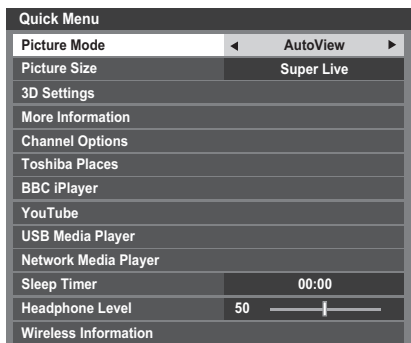 Quick Menu
Picture Mode ◄ AutoView ►
Picture Size Super Live
3D Settings
More Information
Channel Options
Toshiba Places
BBC iPlayer
YouTube
USB Media Player
Network Media Player
Sleep Timer 00:00
Headphone Level 50
Wireless Information